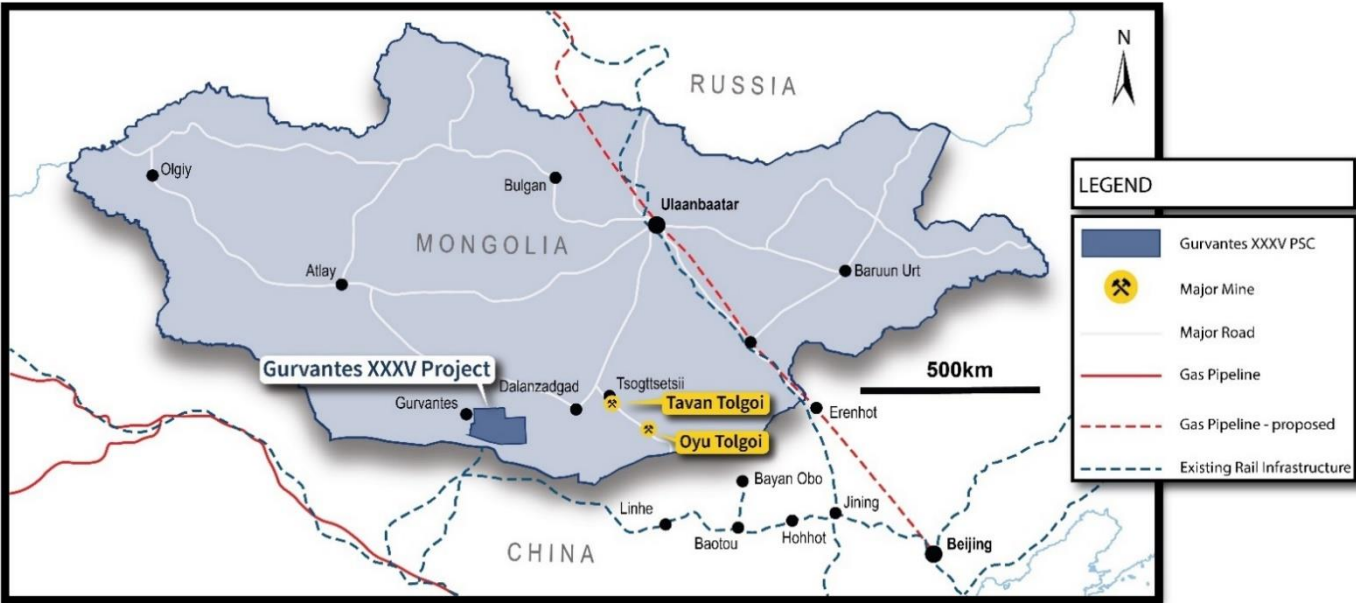 N
RUSSIA
Olgiy
Bulgan
Ulaanbaatar
MONGOLIA
Atlay
Baruun Urt
Gurvantes XXXV Project
500km
Gurvantes
Dalanzadgad
Tsogttsetsii
Tavan Tolgoi
Erenhot
Oyu Tolgoi
Bayan Obo
Linhe
Jining
Baotou
Hohhot
CHINA
Beijing
LEGEND
Gurvantes XXXV PSC
Major Mine
Major Road
Gas Pipeline
Gas Pipeline - proposed
Existing Rail Infrastructure